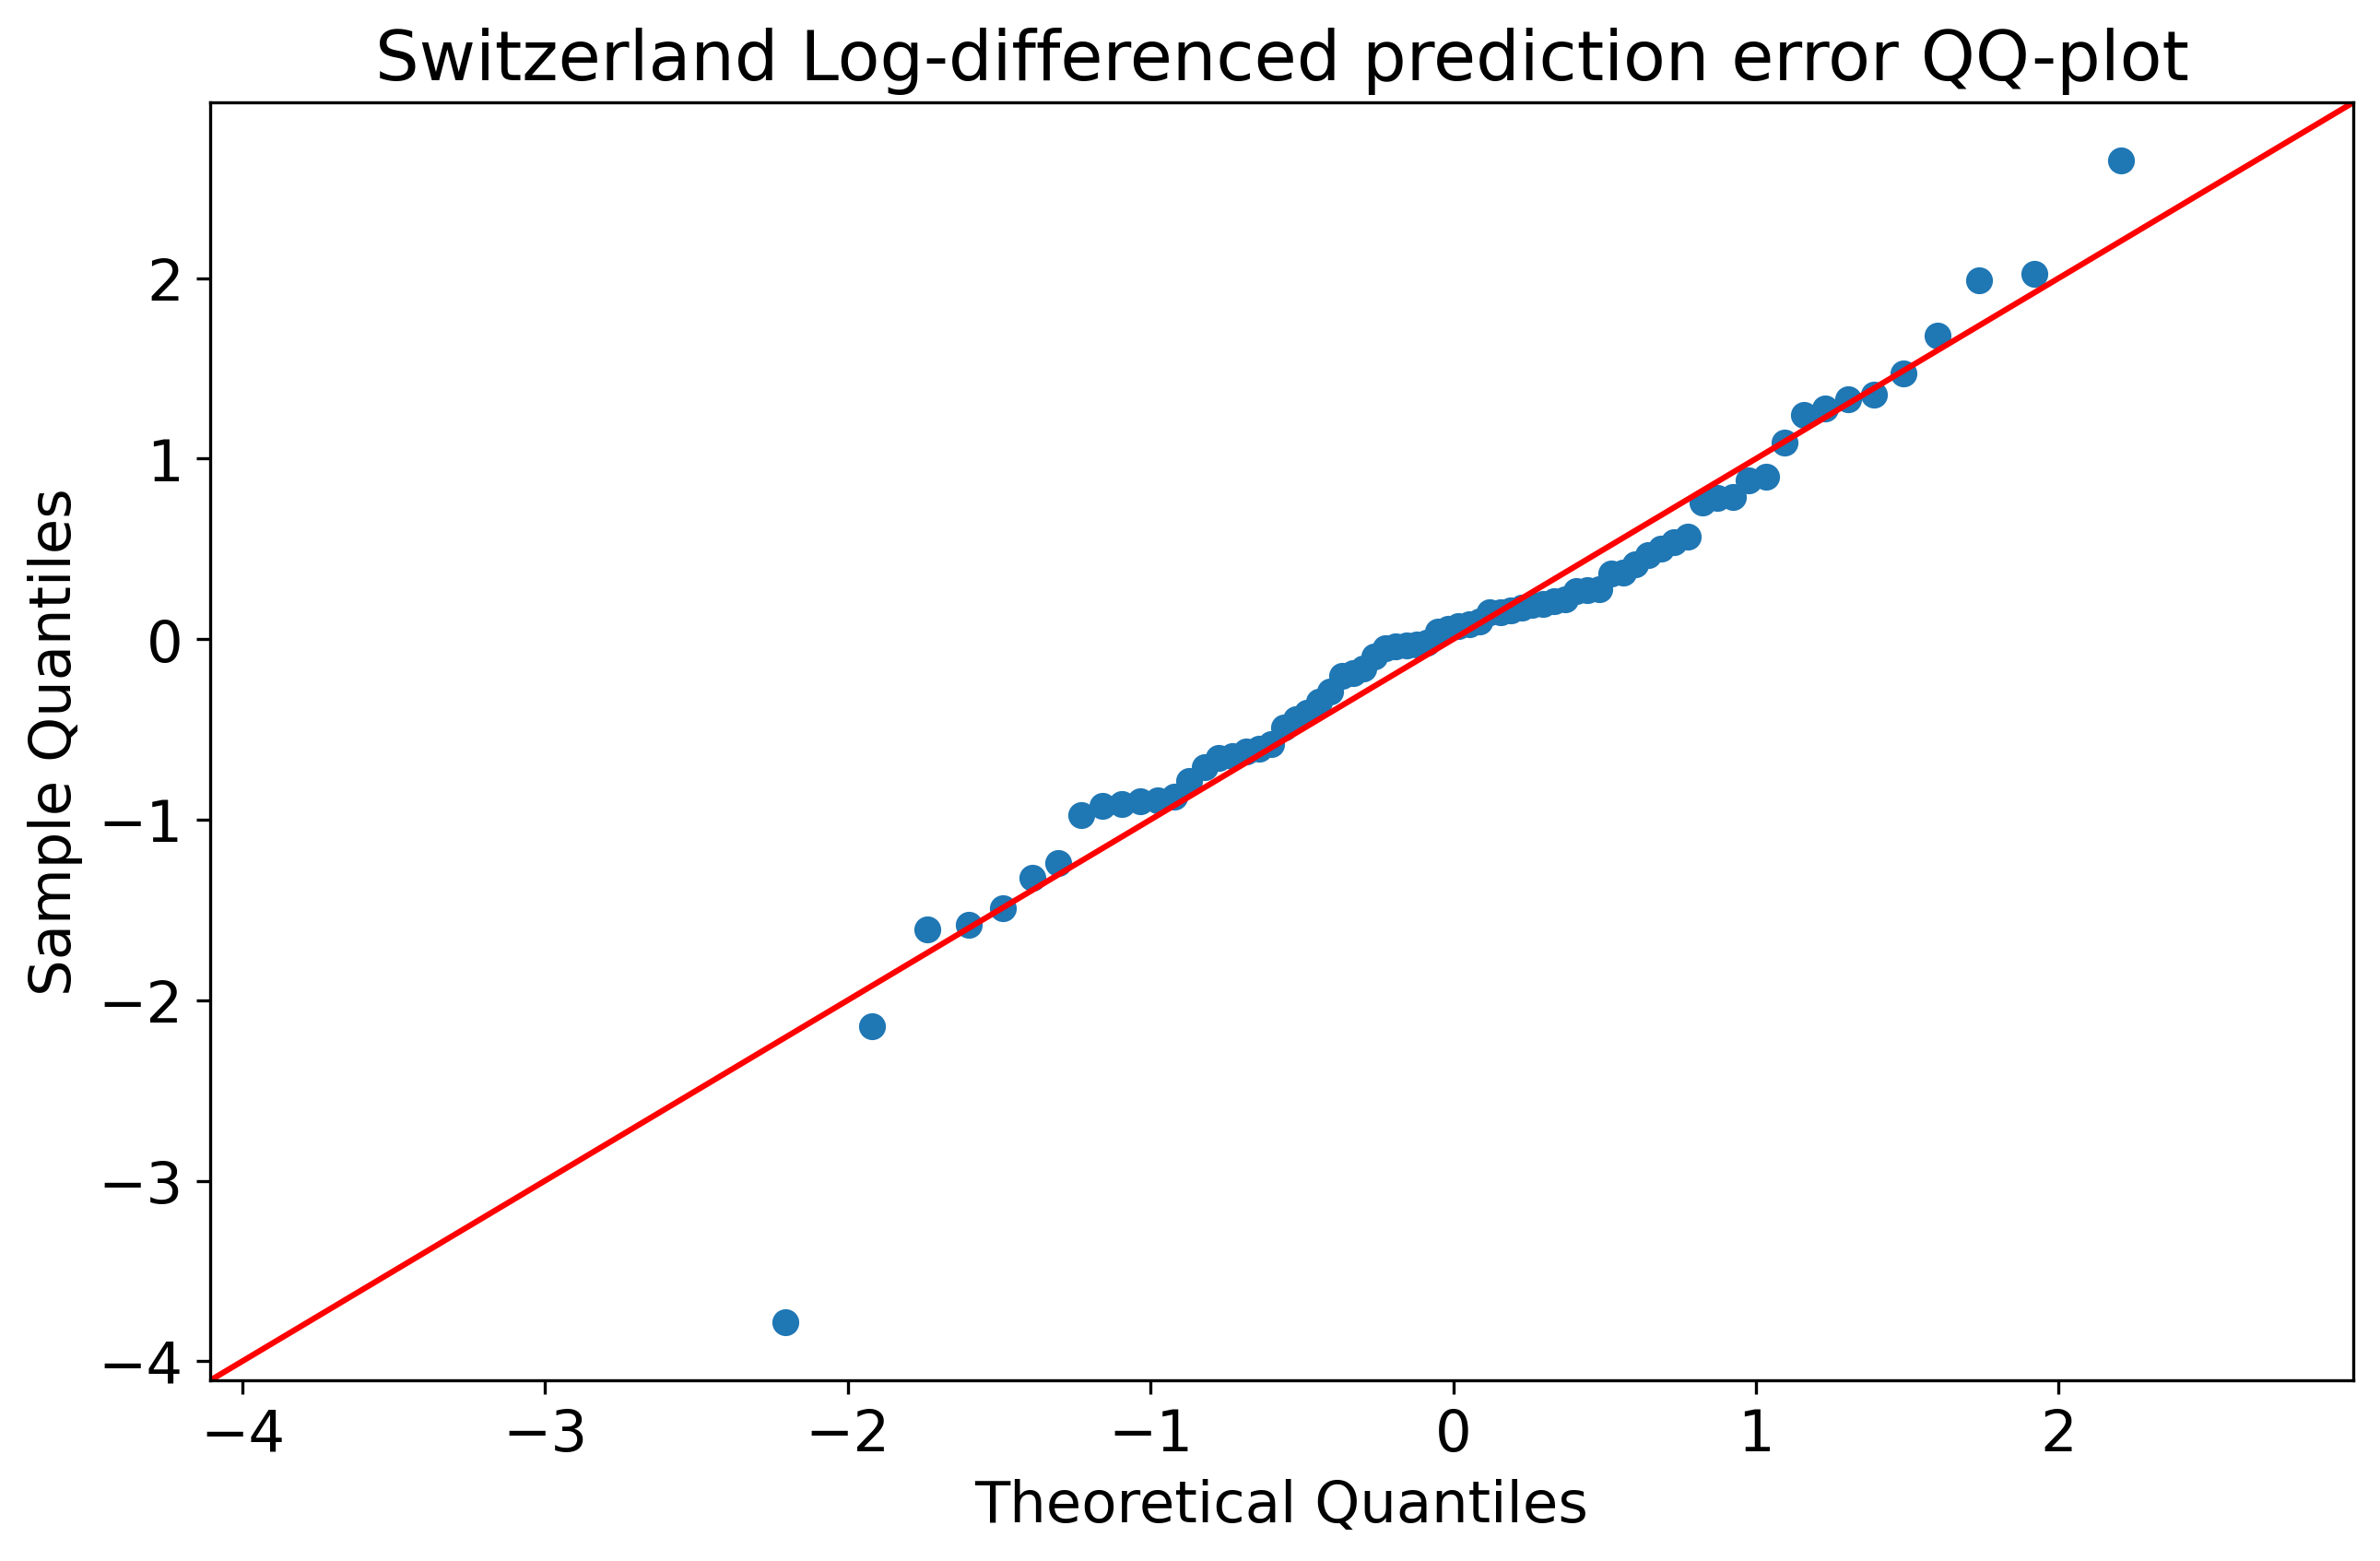 Switzerland Log-differenced prediction error QQ-plot
2
1
0
−1
−2
−3
−4
Sample Quantiles
−4 −3 −2 −1 0 1 2
Theoretical Quantiles